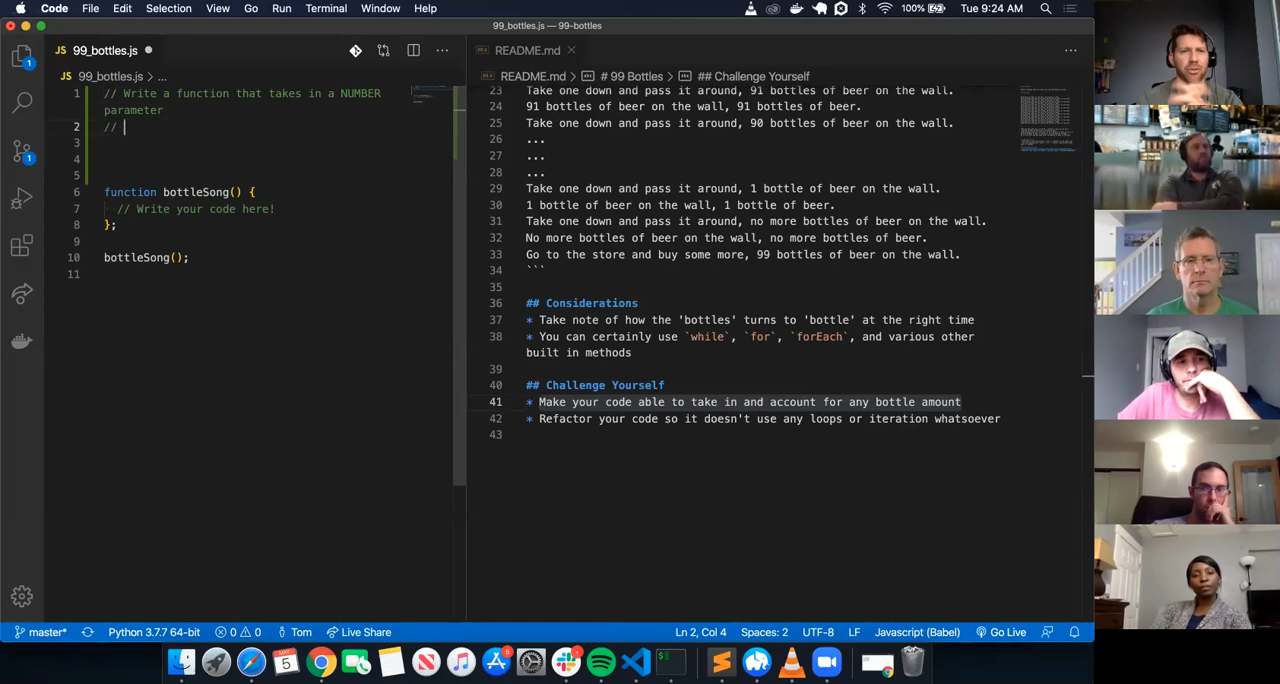 Code File Edit Selection View Go Run Terminal Window Help 100% Tue 9:24 AM
99_bottles.js — 99-bottles
JS 99_bottles.js
JS 99_bottles.js > ...
1 // Write a function that takes in a NUMBER
parameter
2 //
3
4
5
6 function bottleSong() {
7 // Write your code here!
8 };
9
10 bottleSong();
11
README.md
README.md > # 99 Bottles > ## Challenge Yourself
23 Take one down and pass it around, 91 bottles of beer on the wall.
24 91 bottles of beer on the wall, 91 bottles of beer.
25 Take one down and pass it around, 90 bottles of beer on the wall.
26 ...
27 ...
28 ...
29 Take one down and pass it around, 1 bottle of beer on the wall.
30 1 bottle of beer on the wall, 1 bottle of beer.
31 Take one down and pass it around, no more bottles of beer on the wall.
32 No more bottles of beer on the wall, no more bottles of beer.
33 Go to the store and buy some more, 99 bottles of beer on the wall.
34 ```
35
36 ## Considerations
37 * Take note of how the 'bottles' turns to 'bottle' at the right time
38 * You can certainly use `while`, `for`, `forEach`, and various other
built in methods
39
40 ## Challenge Yourself
41 * Make your code able to take in and account for any bottle amount
42 * Refactor your code so it doesn't use any loops or iteration whatsoever
43
1
1
master* Python 3.7.7 64-bit 0 0 Tom Live Share Ln 2, Col 4 Spaces: 2 UTF-8 LF Javascript (Babel) Go Live
MAY
5
5